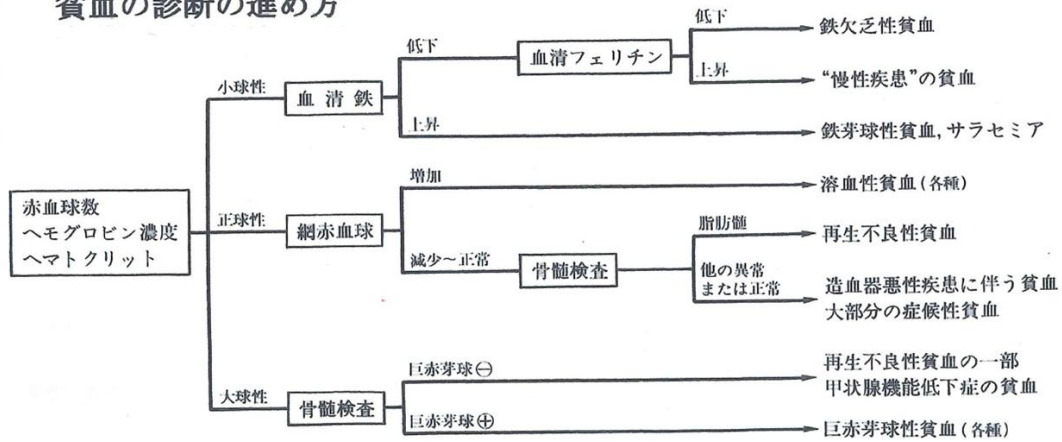 貧血の診断の進め方
赤血球数
ヘモグロビン濃度
ヘマトクリット
小球性
血清鉄
低下
血清フェリチン
低下
鉄欠乏性貧血
上昇
“慢性疾患”の貧血
上昇
鉄芽球性貧血,サラセミア
正球性
網赤血球
増加
溶血性貧血(各種)
減少~正常
骨髄検査
脂肪髄
再生不良性貧血
他の異常
または正常
造血器悪性疾患に伴う貧血
大部分の症候性貧血
大球性
骨髄検査
巨赤芽球⊖
再生不良性貧血の一部
甲状腺機能低下症の貧血
巨赤芽球⊕
巨赤芽球性貧血(各種)